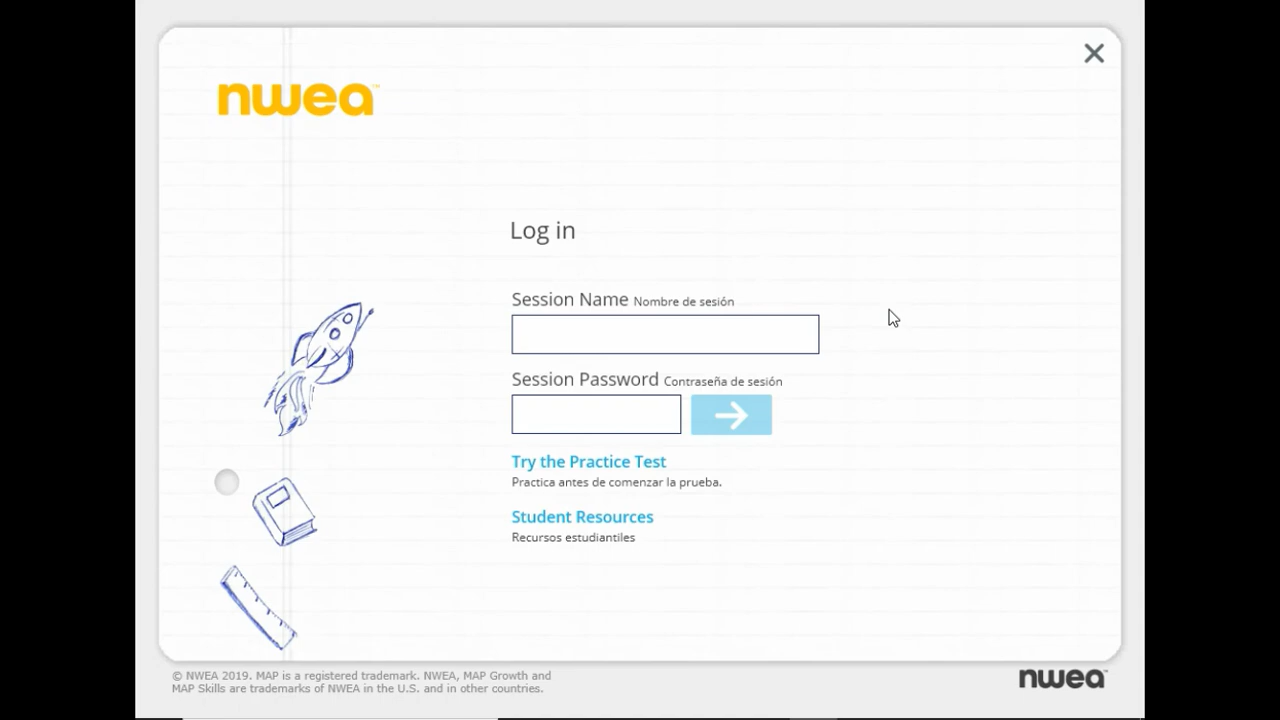 nwea™
Log in
Session Name Nombre de sesión
Session Password Contraseña de sesión
Try the Practice Test
Practica antes de comenzar la prueba.
Student Resources
Recursos estudiantiles
© NWEA 2019. MAP is a registered trademark. NWEA, MAP Growth and
MAP Skills are trademarks of NWEA in the U.S. and in other countries.
nwea™